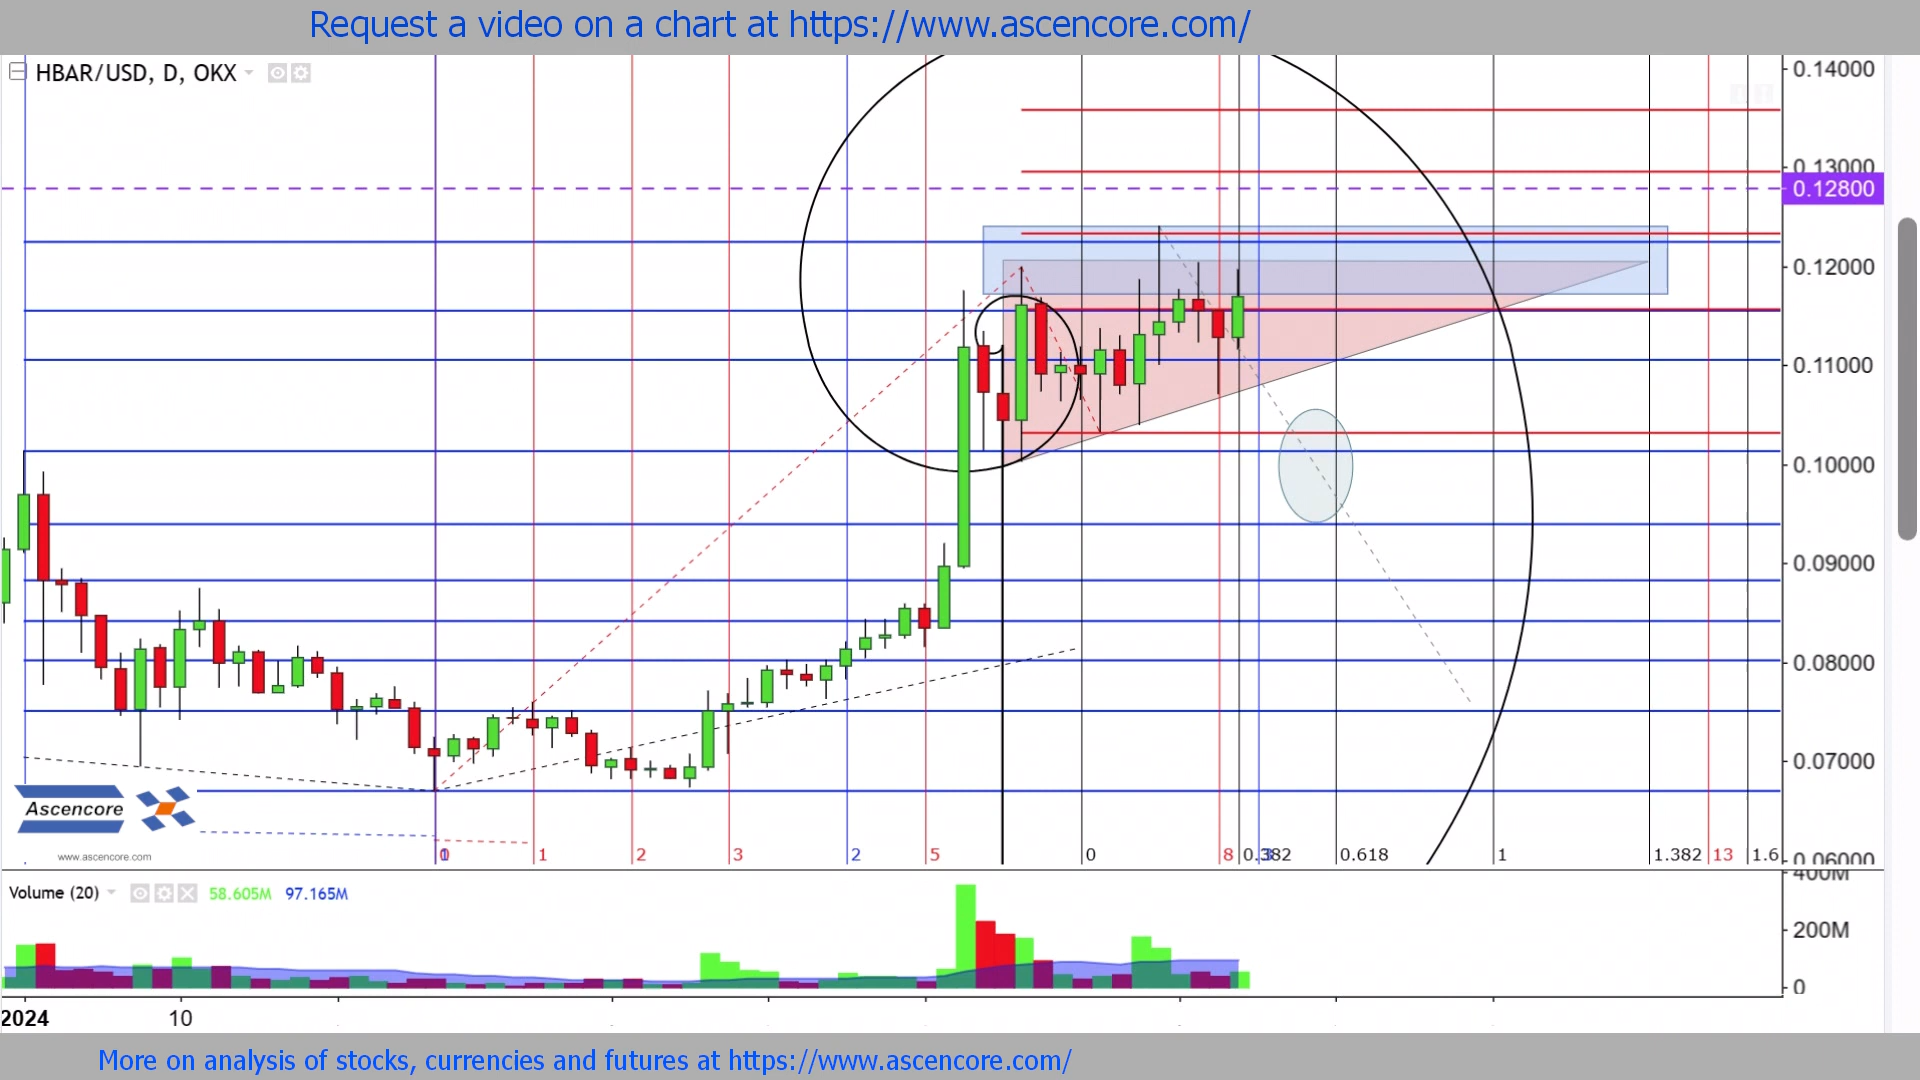 Request a video on a chart at https://www.ascencore.com/
HBAR/USD, D, OKX
0.14000
0.13000
0.12800
0.12000
0.11000
0.10000
0.09000
0.08000
0.07000
0.06000
Ascencore
www.ascencore.com
0 1 2 3 2 5 0 8 0.382 0.618 1 1.382 13 1.6
Volume (20) 58.605M 97.165M
400M
200M
0
2024 10
More on analysis of stocks, currencies and futures at https://www.ascencore.com/